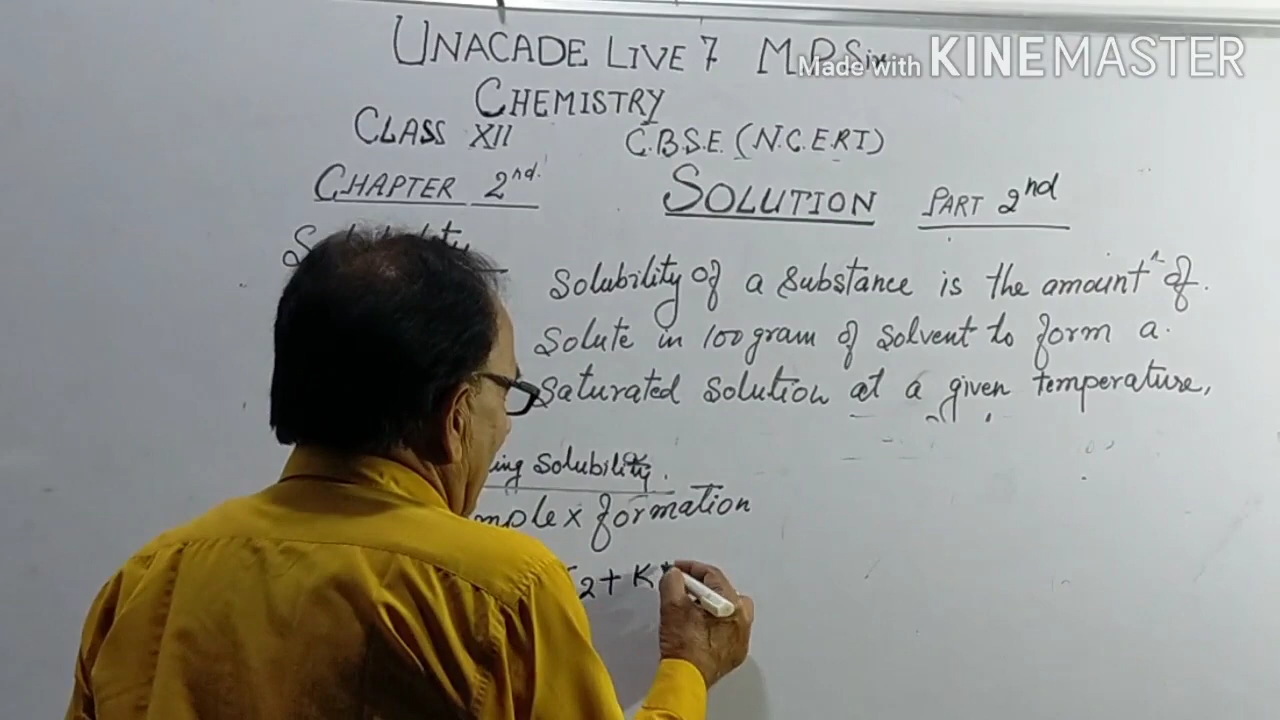 UNACADE LIVE 7 M.P. Sir
Made with KINEMASTER
CHEMISTRY
CLASS XII C.B.S.E. (N.C.E.R.T)
CHAPTER 2nd. SOLUTION PART 2nd
Solubility of a substance is the amount of.
solute in 100 gram of solvent to form a.
saturated solution at a given temperature,
ing solubility.
mplex formation
2 + K